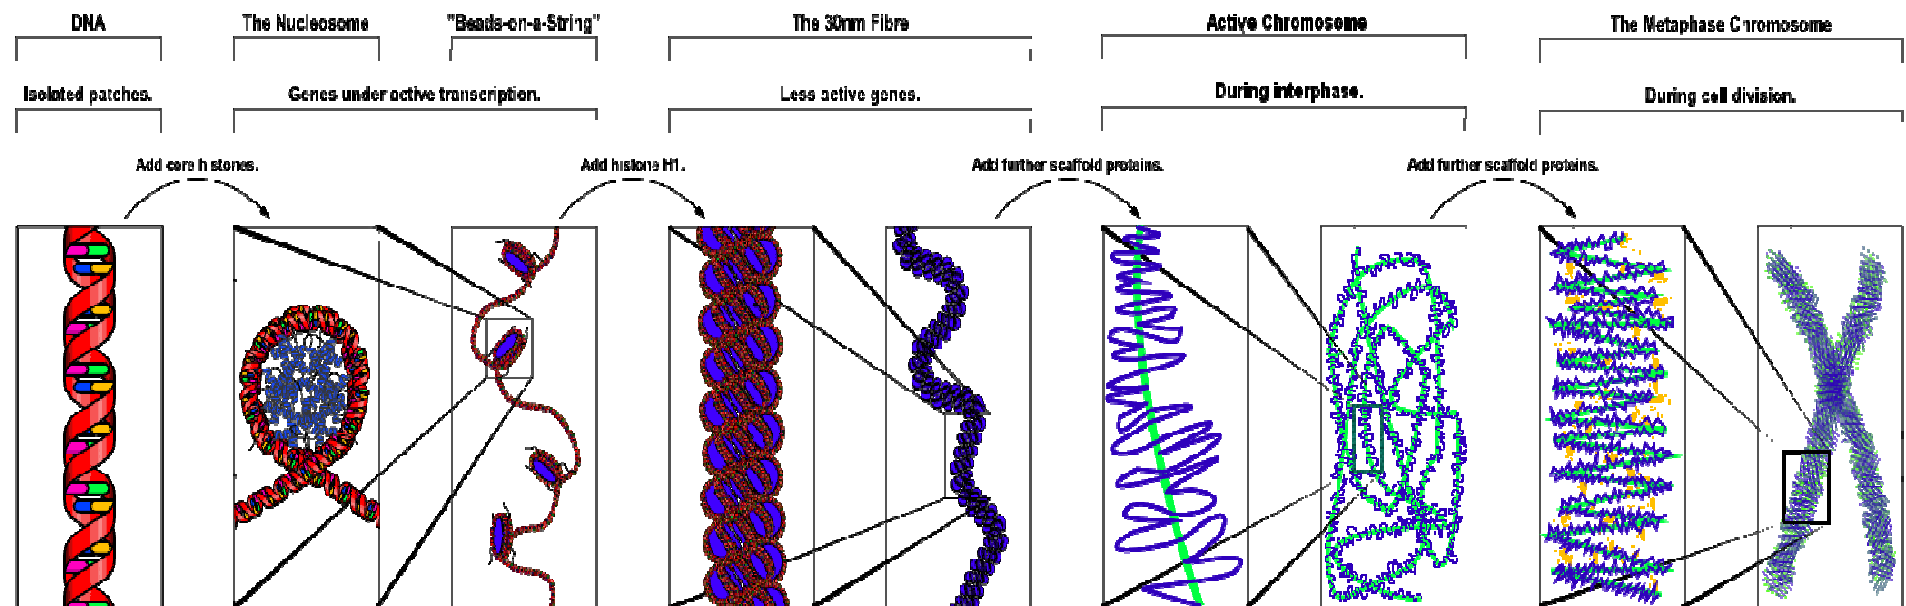 DNA
The Nucleosome
"Beads-on-a-String"
The 30nm Fibre
Active Chromosome
The Metaphase Chromosome
Isolated patches.
Genes under active transcription.
Less active genes.
During interphase.
During cell division.
Add core histones.
Add histone H1.
Add further scaffold proteins.
Add further scaffold proteins.